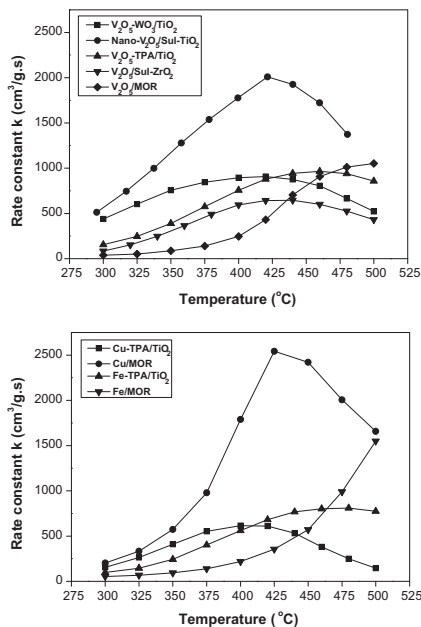 V₂O₅-WO₃/TiO₂
Nano-V₂O₅/Sul-TiO₂
V₂O₅-TPA/TiO₂
V₂O₅/Sul-ZrO₂
V₂O₅/MOR
Rate constant k (cm³/g.s)
2500
2000
1500
1000
500
0
275 300 325 350 375 400 425 450 475 500 525
Temperature (°C)
Cu-TPA/TiO₂
Cu/MOR
Fe-TPA/TiO₂
Fe/MOR
Rate constant k (cm³/g.s)
2500
2000
1500
1000
500
0
275 300 325 350 375 400 425 450 475 500 525
Temperature (°C)